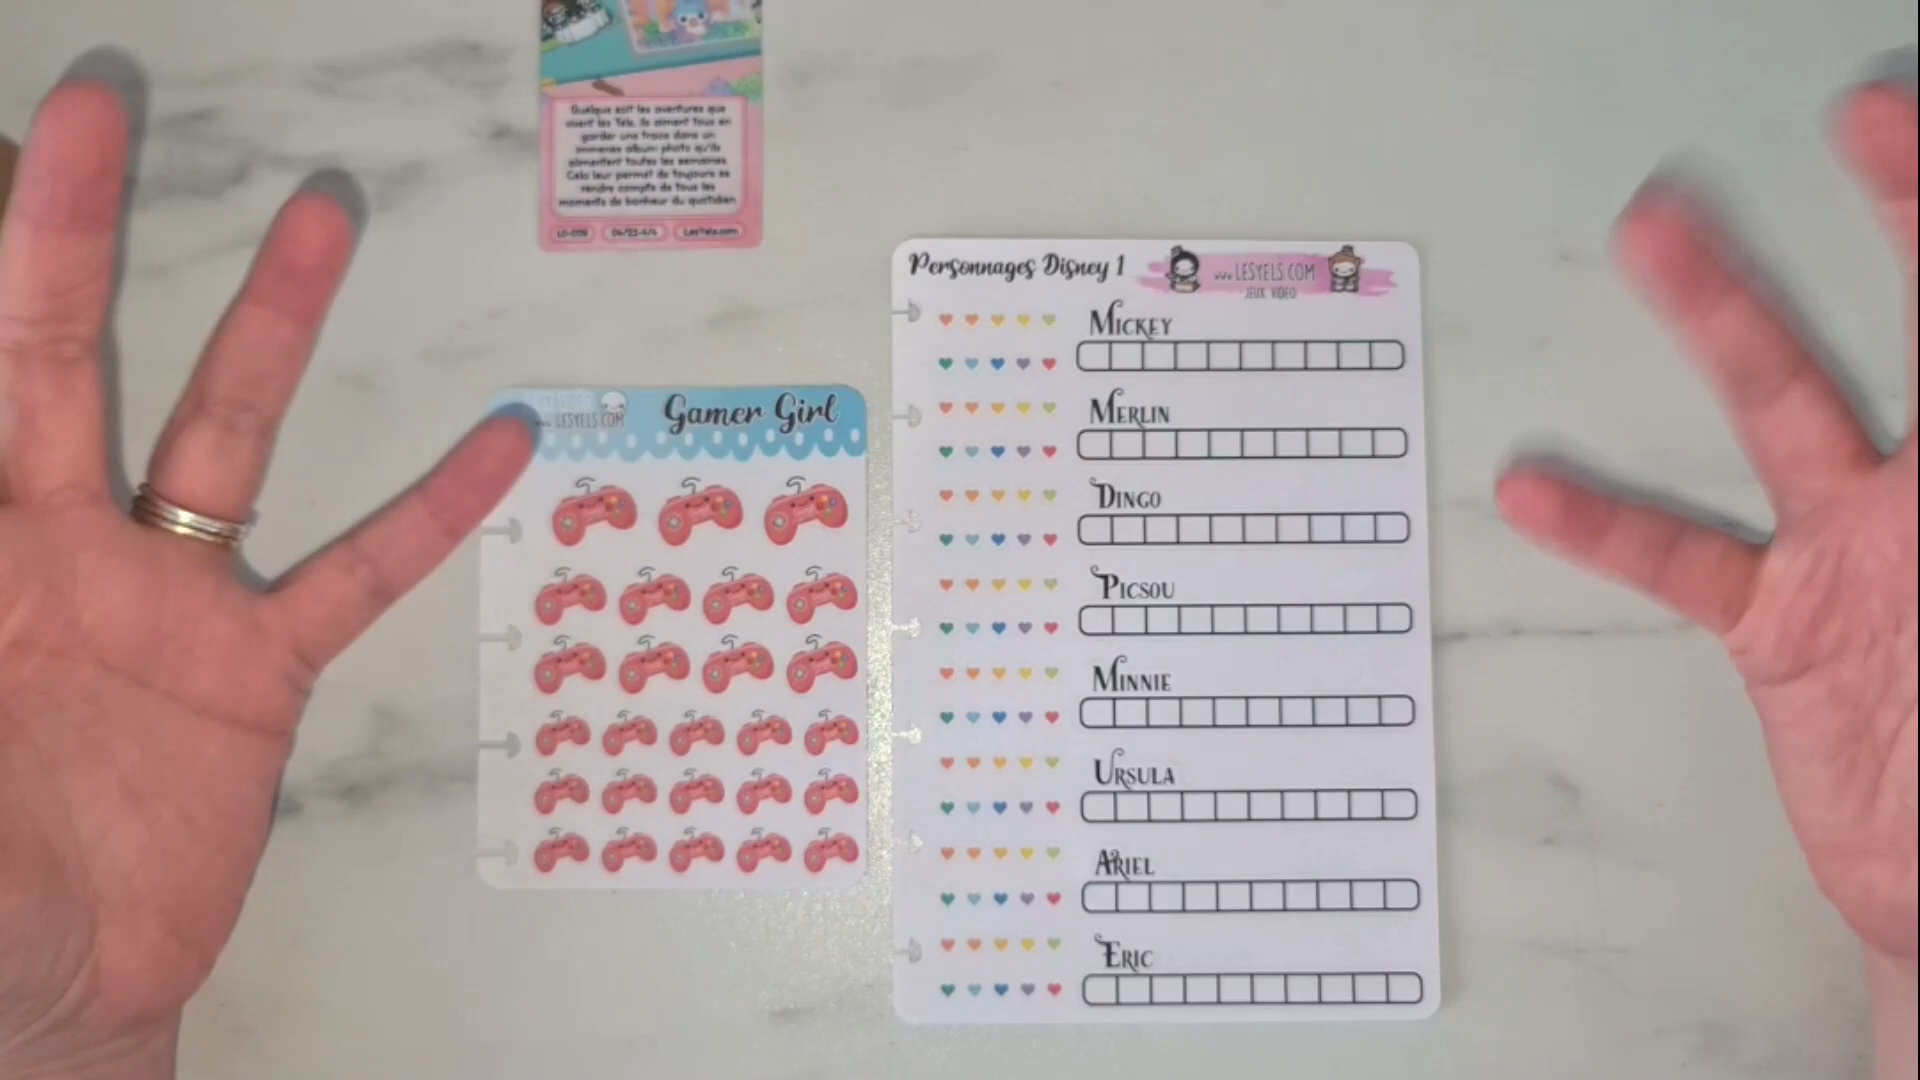 Quelque soit les aventures que
vivent les Yels, ils aiment tous en
garder une trace dans un
immense album photo qu'ils
alimentent toutes les semaines.
Cela leur permet de toujours se
rendre compte de tous les
moments de bonheur du quotidien.
LesYels.com
Personnages Disney 1
www.LESYELS.COM
JEUX VIDEO
MICKEY
MERLIN
DINGO
PICSOU
MINNIE
URSULA
ARIEL
ERIC
www.LESYELS.COM
Gamer Girl